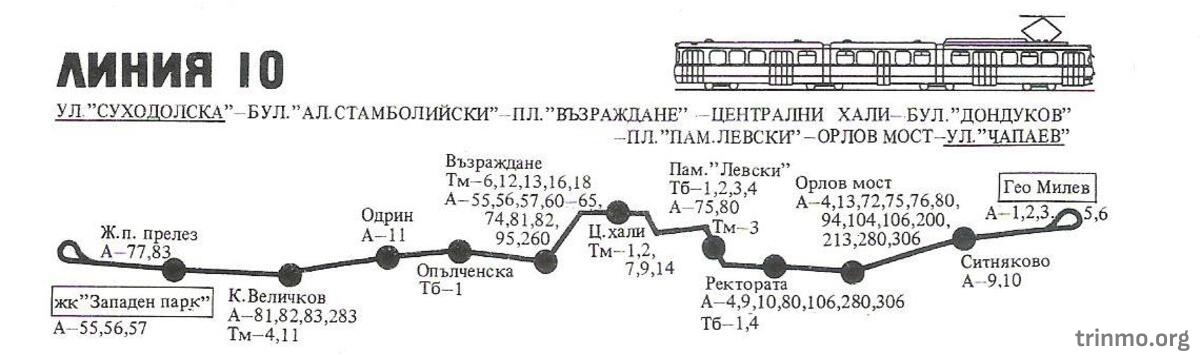 ЛИНИЯ 10
УЛ."СУХОДОЛСКА"–БУЛ."АЛ.СТАМБОЛИЙСКИ"–ПЛ."ВЪЗРАЖДАНЕ" –ЦЕНТРАЛНИ ХАЛИ–БУЛ."ДОНДУКОВ"
–ПЛ."ПАМ.ЛЕВСКИ"–ОРЛОВ МОСТ–УЛ."ЧАПАЕВ"
Ж.п. прелез
А–77,83
жк"Западен парк"
А–55,56,57
К.Величков
А–81,82,83,283
Тм–4,11
Одрин
А–11
Опълченска
Тб–1
Възраждане
Тм–6,12,13,16,18
А–55,56,57,60–65,
74,81,82,
95,260
Ц.хали
Тм–1,2,
7,9,14
Пам."Левски"
Тб–1,2,3,4
А–75,80
Тм–3
Ректората
А–4,9,10,80,106,280,306
Тб–1,4
Орлов мост
А–4,13,72,75,76,80,
94,104,106,200,
213,280,306
Ситняково
А–9,10
Гео Милев
А–1,2,3, 5,6
trinmo.org